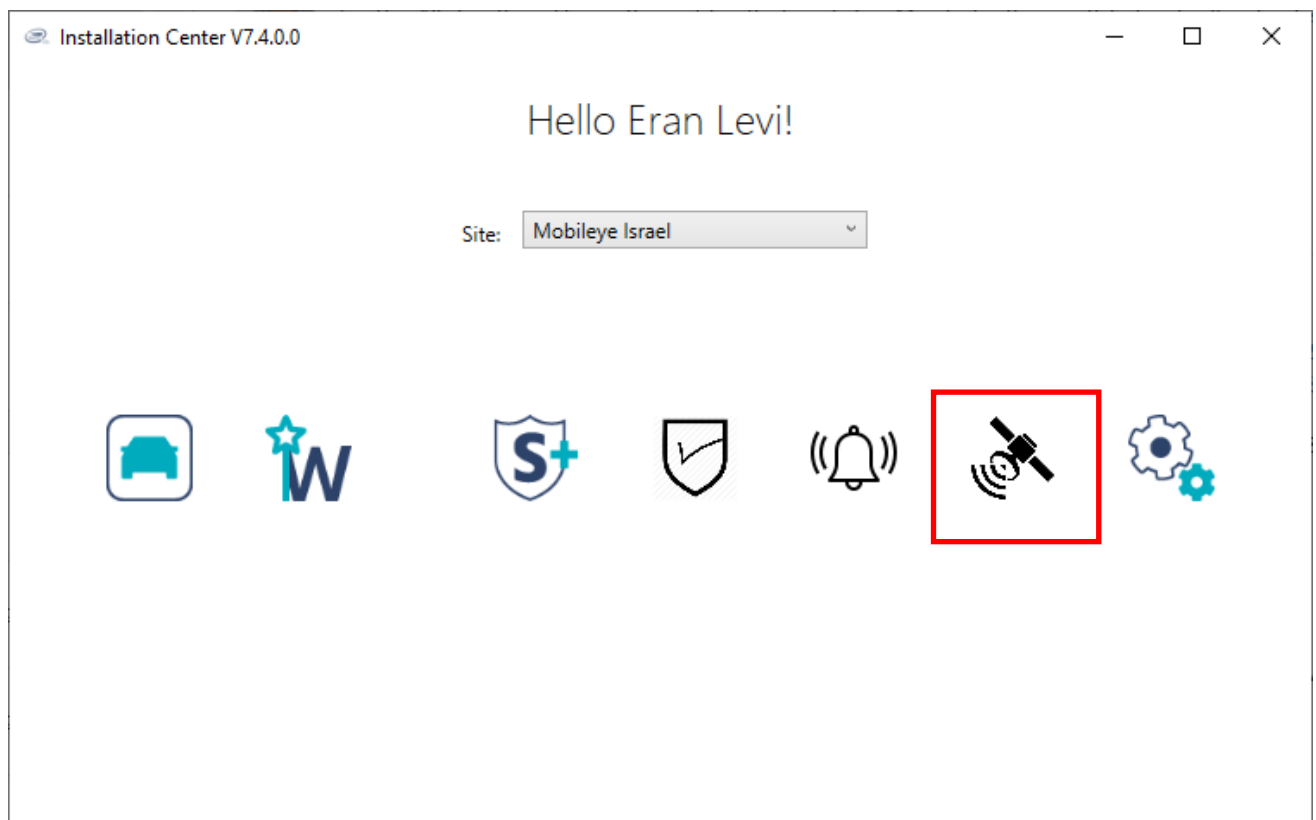 Installation Center V7.4.0.0
Hello Eran Levi!
Site: Mobileye Israel
W
S+